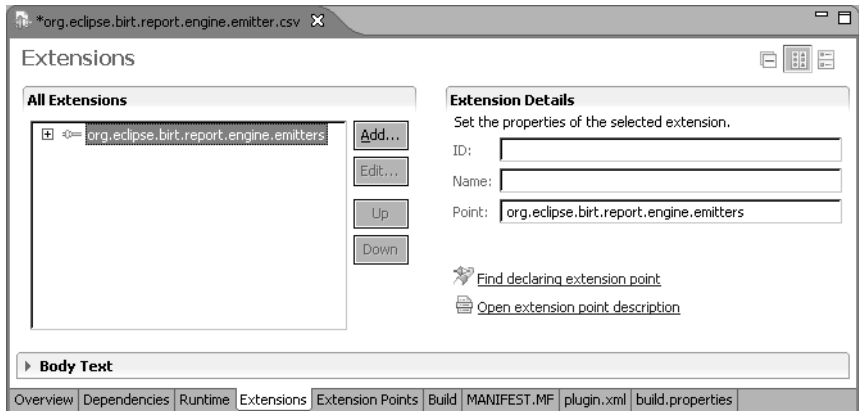 *org.eclipse.birt.report.engine.emitter.csv
Extensions
All Extensions
org.eclipse.birt.report.engine.emitters
Add...
Edit...
Up
Down
Extension Details
Set the properties of the selected extension.
ID:
Name:
Point: org.eclipse.birt.report.engine.emitters
Find declaring extension point
Open extension point description
Body Text
Overview Dependencies Runtime Extensions Extension Points Build MANIFEST.MF plugin.xml build.properties